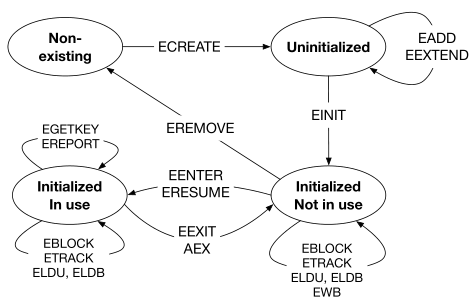 Non-
existing
ECREATE
Uninitialized
EADD
EEXTEND
EINIT
EREMOVE
EGETKEY
EREPORT
Initialized
In use
EENTER
ERESUME
EEXIT
AEX
Initialized
Not in use
EBLOCK
ETRACK
ELDU, ELDB
EBLOCK
ETRACK
ELDU, ELDB
EWB